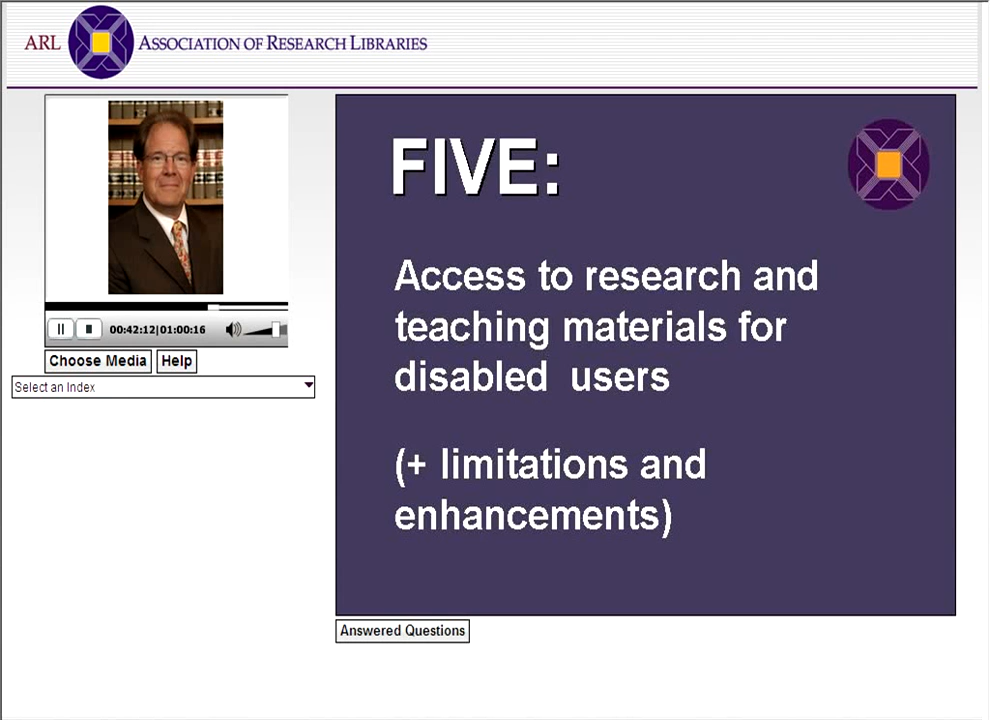 ARL ASSOCIATION OF RESEARCH LIBRARIES
00:42:12|01:00:16
Choose Media Help
Select an Index
FIVE:
Access to research and
teaching materials for
disabled users
(+ limitations and
enhancements)
Answered Questions